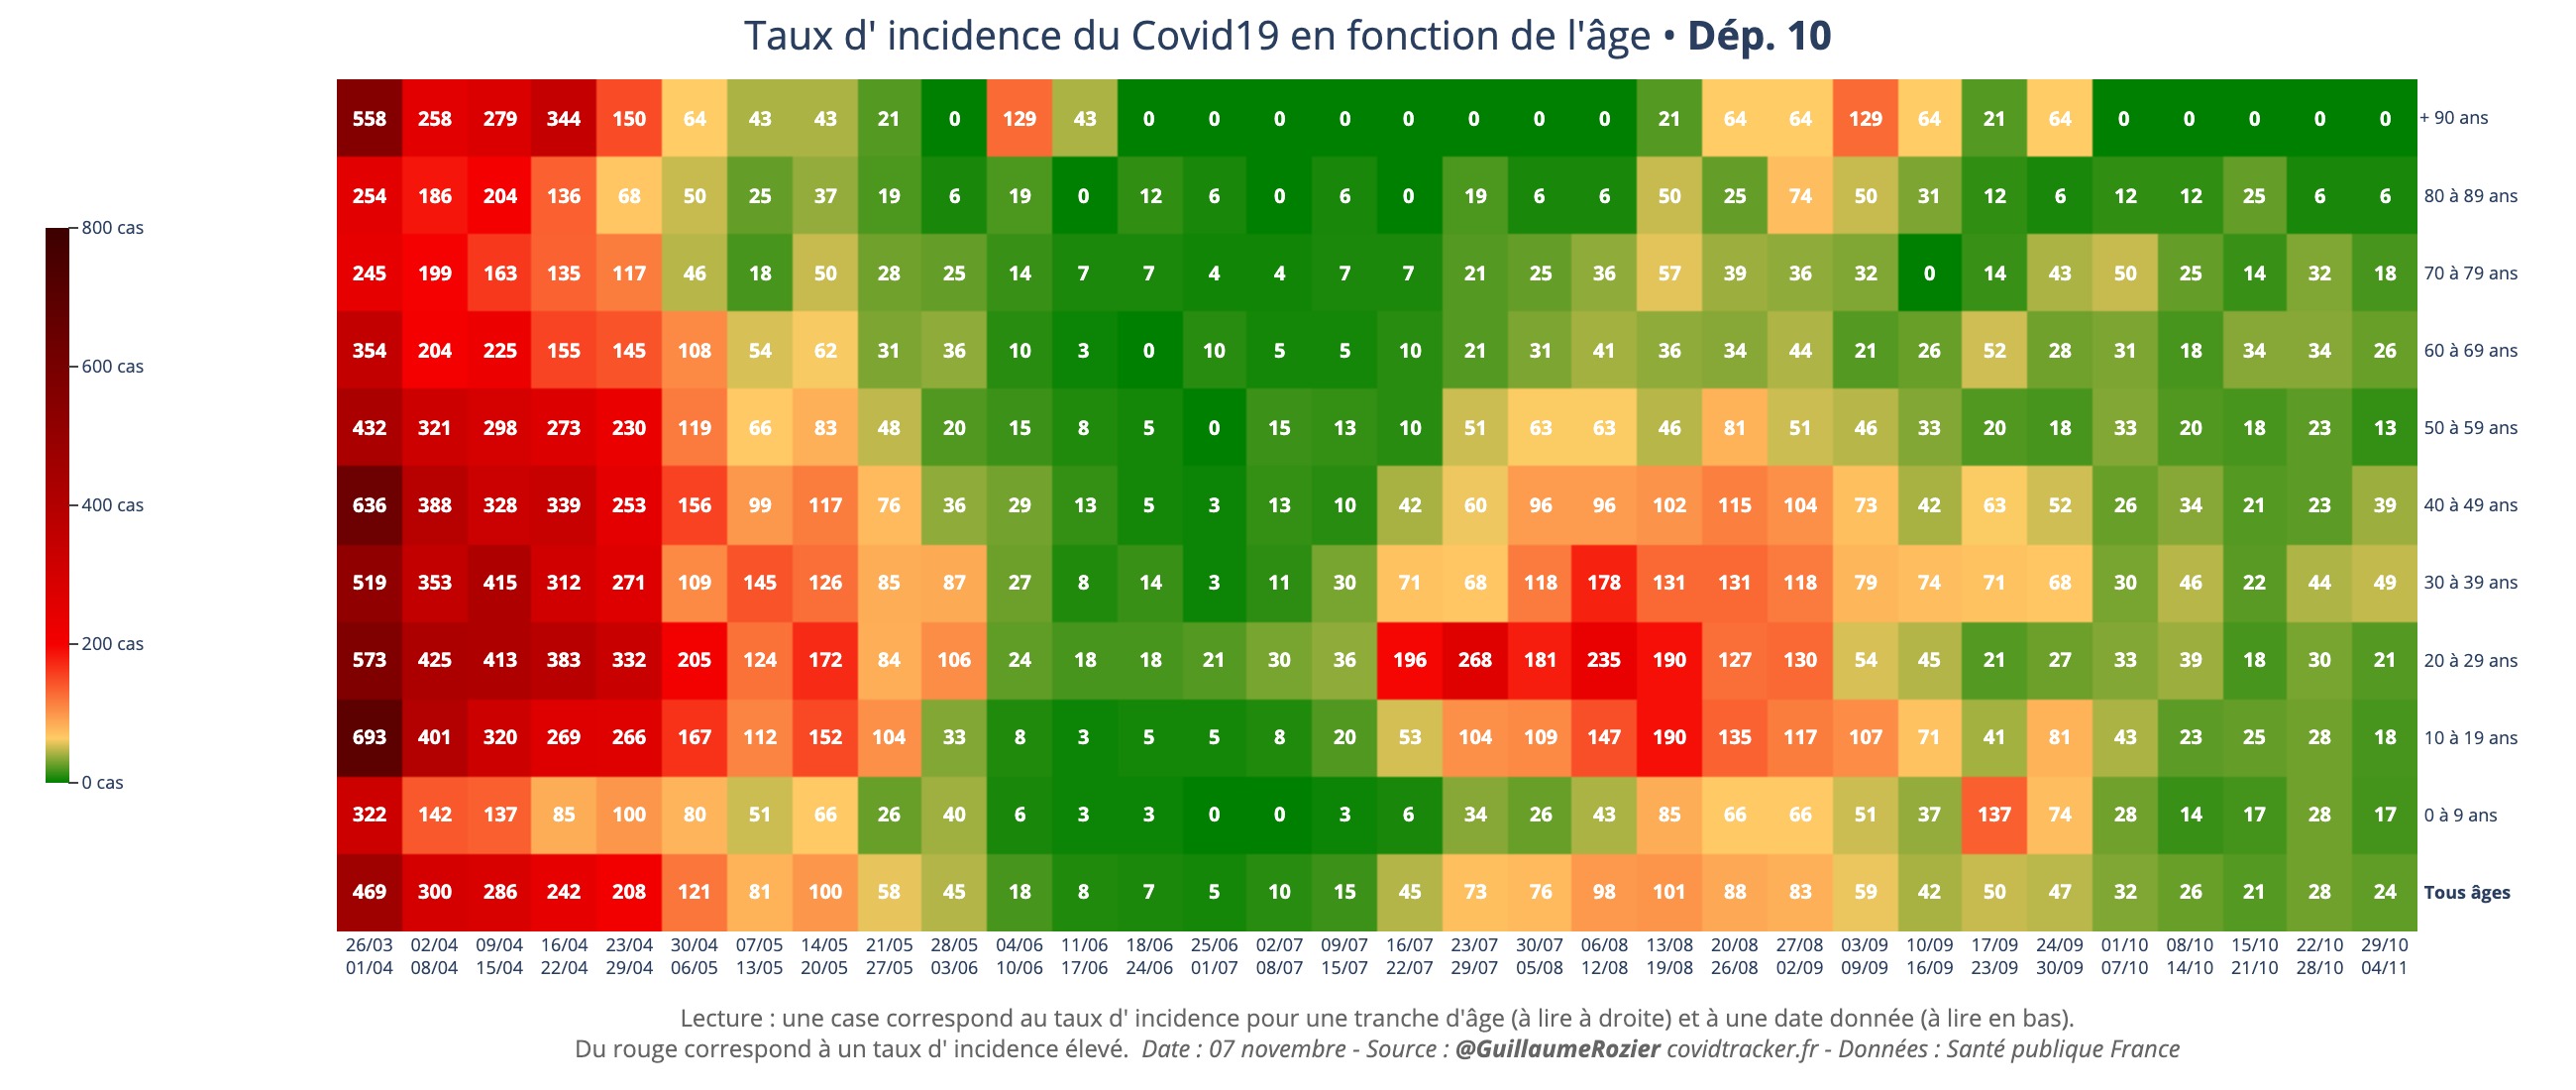 Taux d' incidence du Covid19 en fonction de l'âge • Dép. 10
558 258 279 344 150 64 43 43 21 0 129 43 0 0 0 0 0 0 0 0 21 64 64 129 64 21 64 0 0 0 0 0 + 90 ans
254 186 204 136 68 50 25 37 19 6 19 0 12 6 0 6 0 19 6 6 50 25 74 50 31 12 6 12 12 25 6 6 80 à 89 ans
800 cas
245 199 163 135 117 46 18 50 28 25 14 7 7 4 4 7 7 21 25 36 57 39 36 32 0 14 43 50 25 14 32 18 70 à 79 ans
354 204 225 155 145 108 54 62 31 36 10 3 0 10 5 5 10 21 31 41 36 34 44 21 26 52 28 31 18 34 34 26 60 à 69 ans
600 cas
432 321 298 273 230 119 66 83 48 20 15 8 5 0 15 13 10 51 63 63 46 81 51 46 33 20 18 33 20 18 23 13 50 à 59 ans
636 388 328 339 253 156 99 117 76 36 29 13 5 3 13 10 42 60 96 96 102 115 104 73 42 63 52 26 34 21 23 39 40 à 49 ans
400 cas
519 353 415 312 271 109 145 126 85 87 27 8 14 3 11 30 71 68 118 178 131 131 118 79 74 71 68 30 46 22 44 49 30 à 39 ans
200 cas
573 425 413 383 332 205 124 172 84 106 24 18 18 21 30 36 196 268 181 235 190 127 130 54 45 21 27 33 39 18 30 21 20 à 29 ans
693 401 320 269 266 167 112 152 104 33 8 3 5 5 8 20 53 104 109 147 190 135 117 107 71 41 81 43 23 25 28 18 10 à 19 ans
0 cas
322 142 137 85 100 80 51 66 26 40 6 3 3 0 0 3 6 34 26 43 85 66 66 51 37 137 74 28 14 17 28 17 0 à 9 ans
469 300 286 242 208 121 81 100 58 45 18 8 7 5 10 15 45 73 76 98 101 88 83 59 42 50 47 32 26 21 28 24 Tous âges
26/03 02/04 09/04 16/04 23/04 30/04 07/05 14/05 21/05 28/05 04/06 11/06 18/06 25/06 02/07 09/07 16/07 23/07 30/07 06/08 13/08 20/08 27/08 03/09 10/09 17/09 24/09 01/10 08/10 15/10 22/10 29/10
01/04 08/04 15/04 22/04 29/04 06/05 13/05 20/05 27/05 03/06 10/06 17/06 24/06 01/07 08/07 15/07 22/07 29/07 05/08 12/08 19/08 26/08 02/09 09/09 16/09 23/09 30/09 07/10 14/10 21/10 28/10 04/11
Lecture : une case correspond au taux d' incidence pour une tranche d'âge (à lire à droite) et à une date donnée (à lire en bas).
Du rouge correspond à un taux d' incidence élevé. Date : 07 novembre - Source : @GuillaumeRozier covidtracker.fr - Données : Santé publique France